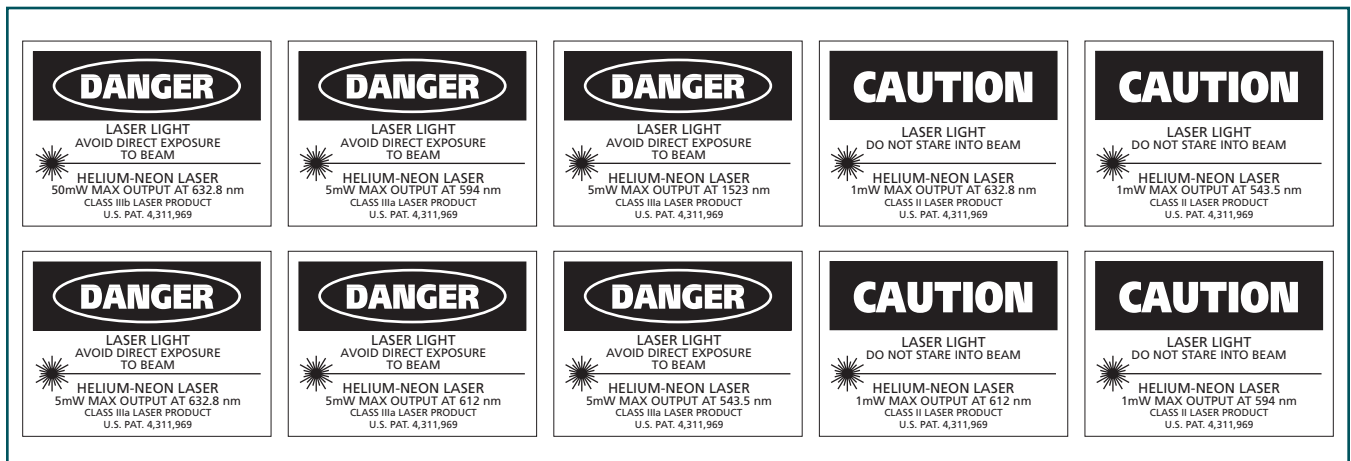 DANGER
LASER LIGHT
AVOID DIRECT EXPOSURE
TO BEAM
HELIUM-NEON LASER
50mW MAX OUTPUT AT 632.8 nm
CLASS IIIb LASER PRODUCT
U.S. PAT. 4,311,969
DANGER
LASER LIGHT
AVOID DIRECT EXPOSURE
TO BEAM
HELIUM-NEON LASER
5mW MAX OUTPUT AT 594 nm
CLASS IIIa LASER PRODUCT
U.S. PAT. 4,311,969
DANGER
LASER LIGHT
AVOID DIRECT EXPOSURE
TO BEAM
HELIUM-NEON LASER
5mW MAX OUTPUT AT 1523 nm
CLASS IIIa LASER PRODUCT
U.S. PAT. 4,311,969
CAUTION
LASER LIGHT
DO NOT STARE INTO BEAM
HELIUM-NEON LASER
1mW MAX OUTPUT AT 632.8 nm
CLASS II LASER PRODUCT
U.S. PAT. 4,311,969
CAUTION
LASER LIGHT
DO NOT STARE INTO BEAM
HELIUM-NEON LASER
1mW MAX OUTPUT AT 543.5 nm
CLASS II LASER PRODUCT
U.S. PAT. 4,311,969
DANGER
LASER LIGHT
AVOID DIRECT EXPOSURE
TO BEAM
HELIUM-NEON LASER
5mW MAX OUTPUT AT 632.8 nm
CLASS IIIa LASER PRODUCT
U.S. PAT. 4,311,969
DANGER
LASER LIGHT
AVOID DIRECT EXPOSURE
TO BEAM
HELIUM-NEON LASER
5mW MAX OUTPUT AT 612 nm
CLASS IIIa LASER PRODUCT
U.S. PAT. 4,311,969
DANGER
LASER LIGHT
AVOID DIRECT EXPOSURE
TO BEAM
HELIUM-NEON LASER
5mW MAX OUTPUT AT 543.5 nm
CLASS IIIa LASER PRODUCT
U.S. PAT. 4,311,969
CAUTION
LASER LIGHT
DO NOT STARE INTO BEAM
HELIUM-NEON LASER
1mW MAX OUTPUT AT 612 nm
CLASS II LASER PRODUCT
U.S. PAT. 4,311,969
CAUTION
LASER LIGHT
DO NOT STARE INTO BEAM
HELIUM-NEON LASER
1mW MAX OUTPUT AT 594 nm
CLASS II LASER PRODUCT
U.S. PAT. 4,311,969